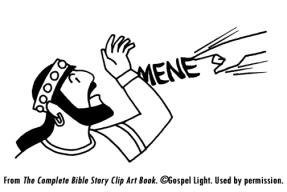 MENE
From The Complete Bible Story Clip Art Book. ©Gospel Light. Used by permission.